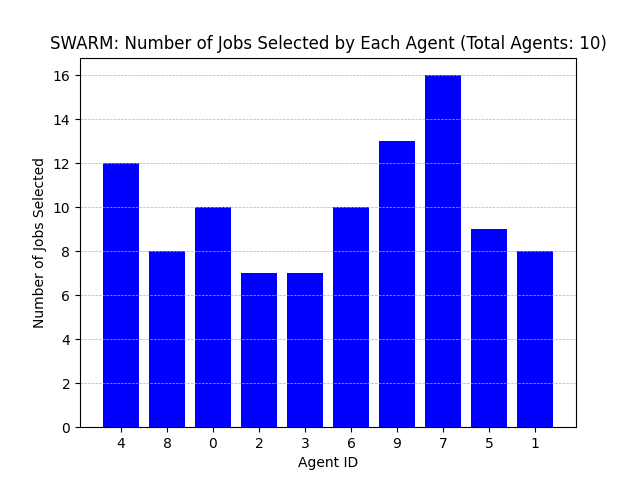 SWARM: Number of Jobs Selected by Each Agent (Total Agents: 10)
16
14
12
10
8
6
4
2
0
Number of Jobs Selected
4 8 0 2 3 6 9 7 5 1
Agent ID